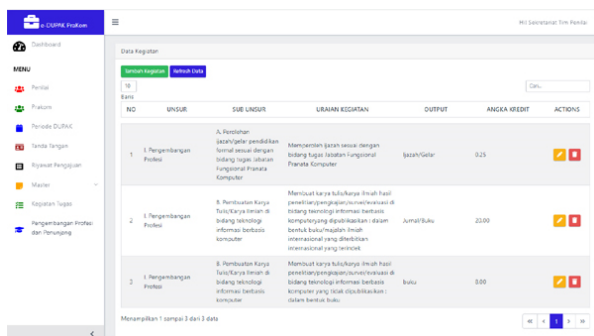 e-DUPAK ProKom
Hi! Sekretariat Tim Penilai
Dashboard
MENU
Penilai
Prakom
Periode DUPAK
Tanda Tangan
Riwayat Pengajuan
Master
Kegiatan Tugas
Pengembangan Profesi
dan Penunjang
Data Kegiatan
Tambah Kegiatan Refresh Data
10
Cari...
Baris
NO UNSUR SUB UNSUR URAIAN KEGIATAN OUTPUT ANGKA KREDIT ACTIONS
A. Perolehan
ijazah/gelar pendidikan
formal sesuai dengan
bidang tugas Jabatan
Fungsional Pranata
Komputer
1 I. Pengembangan
Profesi
Memperoleh ijazah sesuai dengan
bidang tugas Jabatan Fungsional
Pranata Komputer
Ijazah/Gelar 0.25
2 I. Pengembangan
Profesi
B. Pembuatan Karya
Tulis/Karya Ilmiah di
bidang teknologi
informasi berbasis
komputer
Membuat karya tulis/karya ilmiah hasil
penelitian/pengkajian/survei/evaluasi di
bidang teknologi informasi berbasis
komputeryang dipublikasikan : dalam
bentuk buku/majalah ilmiah
internasional yang diterbitkan
internasional yang terindek
Jurnal/Buku 20.00
3 I. Pengembangan
Profesi
B. Pembuatan Karya
Tulis/Karya Ilmiah di
bidang teknologi
informasi berbasis
komputer
Membuat karya tulis/karya ilmiah hasil
penelitian/pengkajian/survei/evaluasi di
bidang teknologi informasi berbasis
komputer yang tidak dipublikasikan :
dalam bentuk buku
buku 8.00
Menampilkan 1 sampai 3 dari 3 data
1